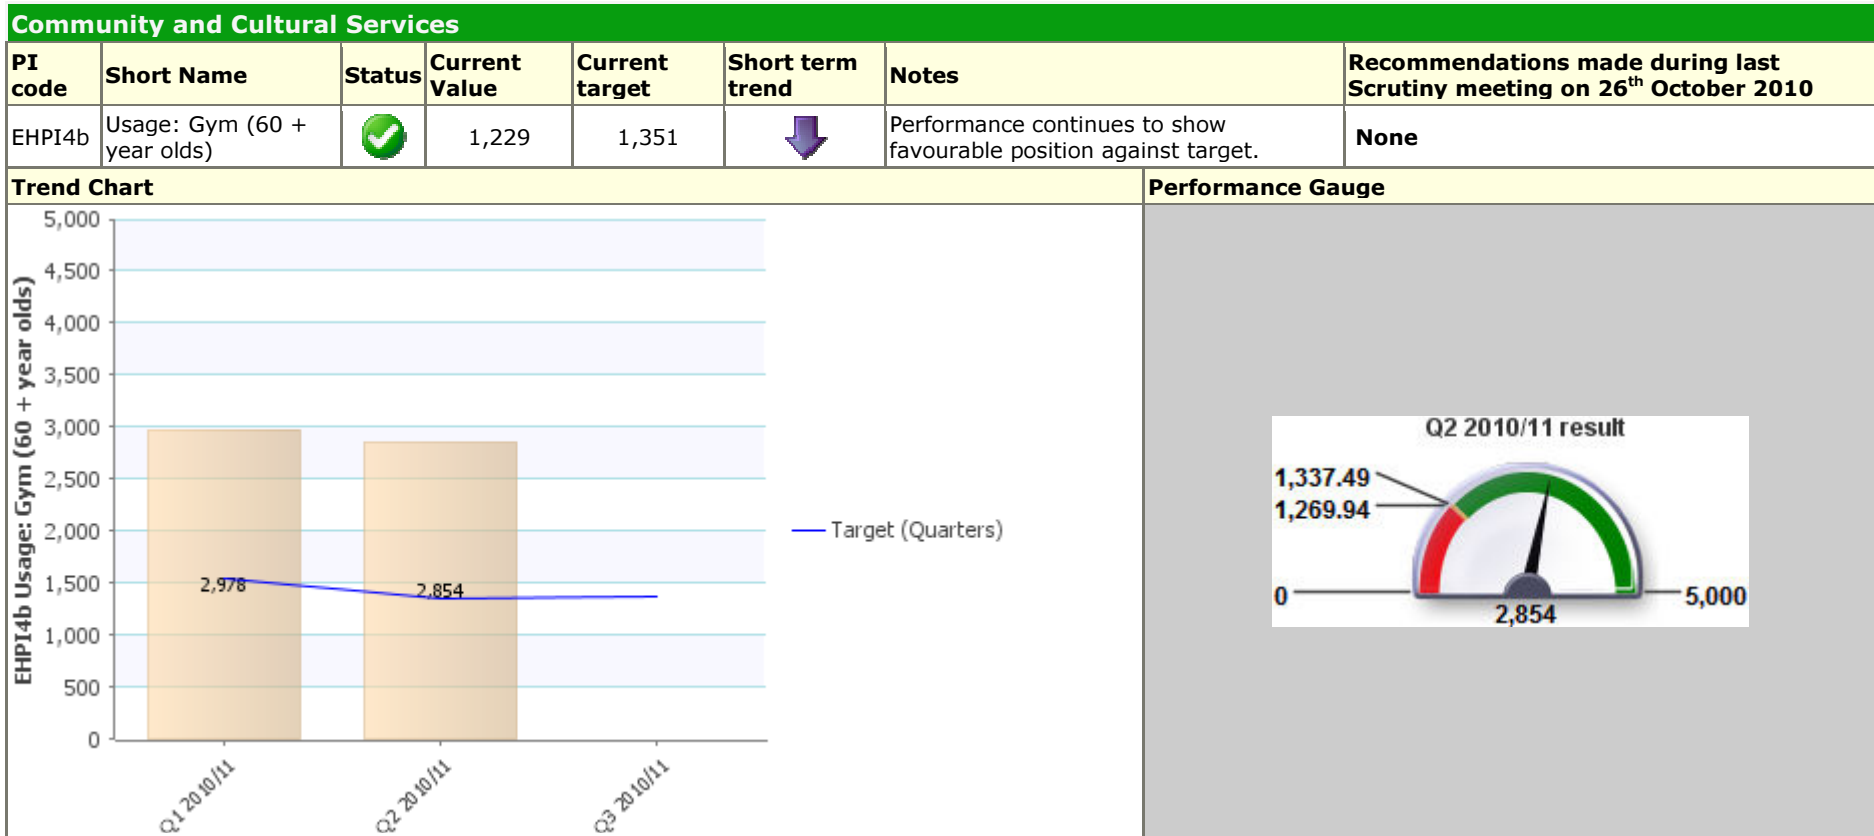 Community and Cultural Services
PI code
Short Name
Status
Current Value
Current target
Short term trend
Notes
Recommendations made during last
Scrutiny meeting on 26th October 2010
EHPI4b
Usage: Gym (60 +
year olds)
1,229
1,351
Performance continues to show
favourable position against target.
None
Trend Chart
Performance Gauge
EHPI4b Usage: Gym (60 + year olds)
5,000
4,500
4,000
3,500
3,000
2,500
2,000
1,500
1,000
500
0
2,978
2,854
Q1 2010/11
Q2 2010/11
Q3 2010/11
Target (Quarters)
Q2 2010/11 result
1,337.49
1,269.94
0
5,000
2,854